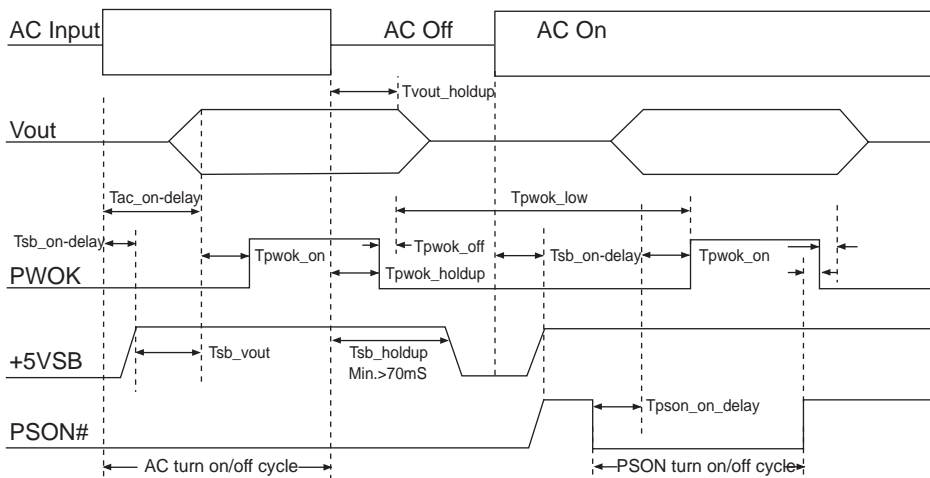 AC Input
AC Off
AC On
Tvout_holdup
Vout
Tac_on-delay
Tpwok_low
Tsb_on-delay
Tpwok_on
Tpwok_off
Tsb_on-delay
Tpwok_on
PWOK
Tpwok_holdup
+5VSB
Tsb_vout
Tsb_holdup
Min.>70mS
PSON#
Tpson_on_delay
AC turn on/off cycle
PSON turn on/off cycle